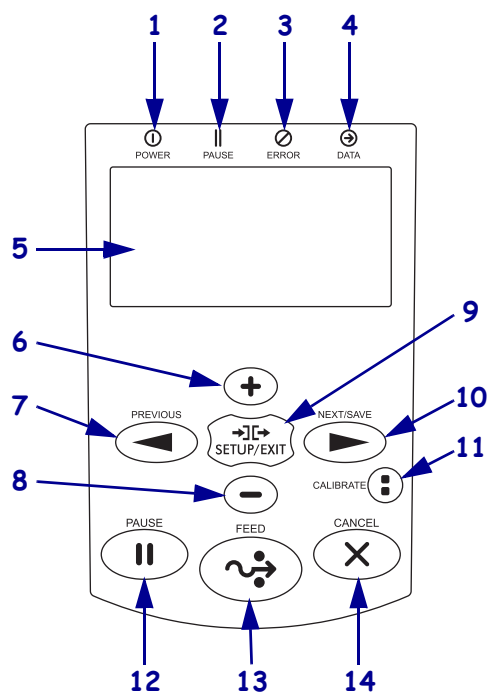 1 2 3 4
POWER PAUSE ERROR DATA
5
9
6
7 PREVIOUS NEXT/SAVE 10
SETUP/EXIT
11
8 CALIBRATE
PAUSE FEED CANCEL
12 13 14